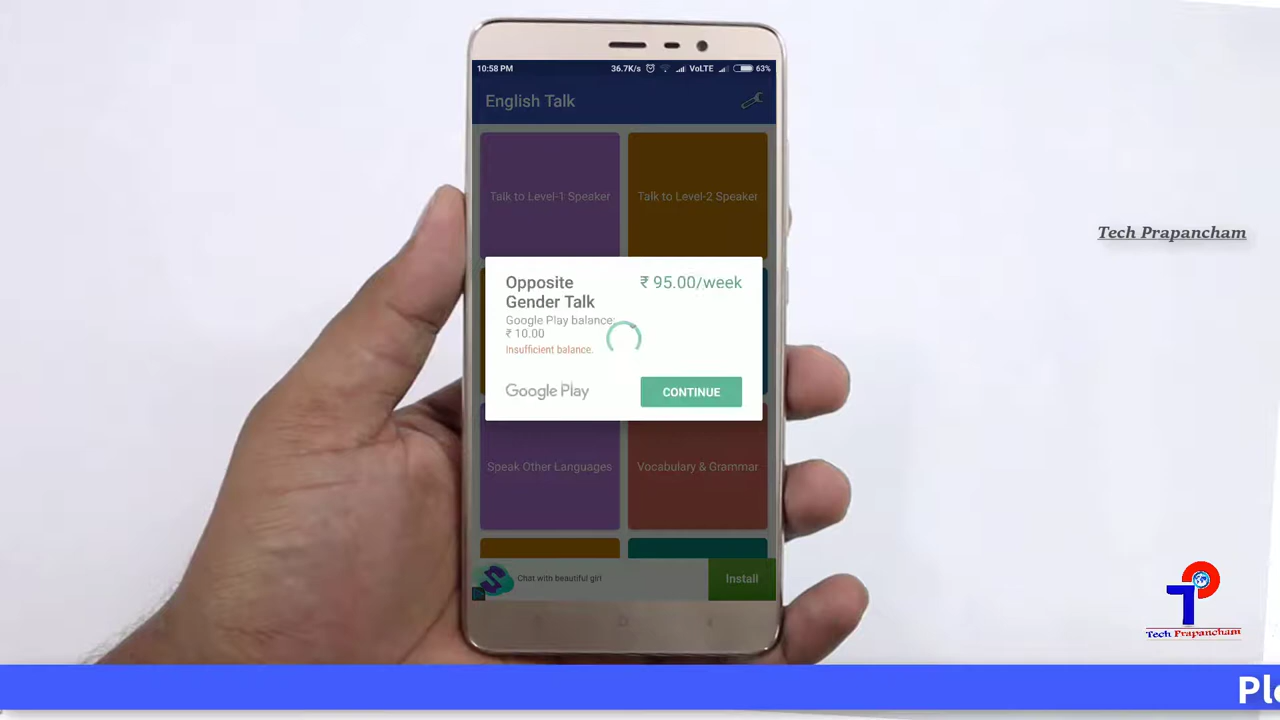 10:58 PM
36.7K/s
VoLTE
63%
English Talk
Talk to Level-1 Speaker
Talk to Level-2 Speaker
Tech Prapancham
Opposite
Gender Talk
₹ 95.00/week
Google Play balance:
₹ 10.00
Insufficient balance.
Google Play
CONTINUE
Speak Other Languages
Vocabulary & Grammar
Chat with beautiful girl
Install
Tech Prapancham